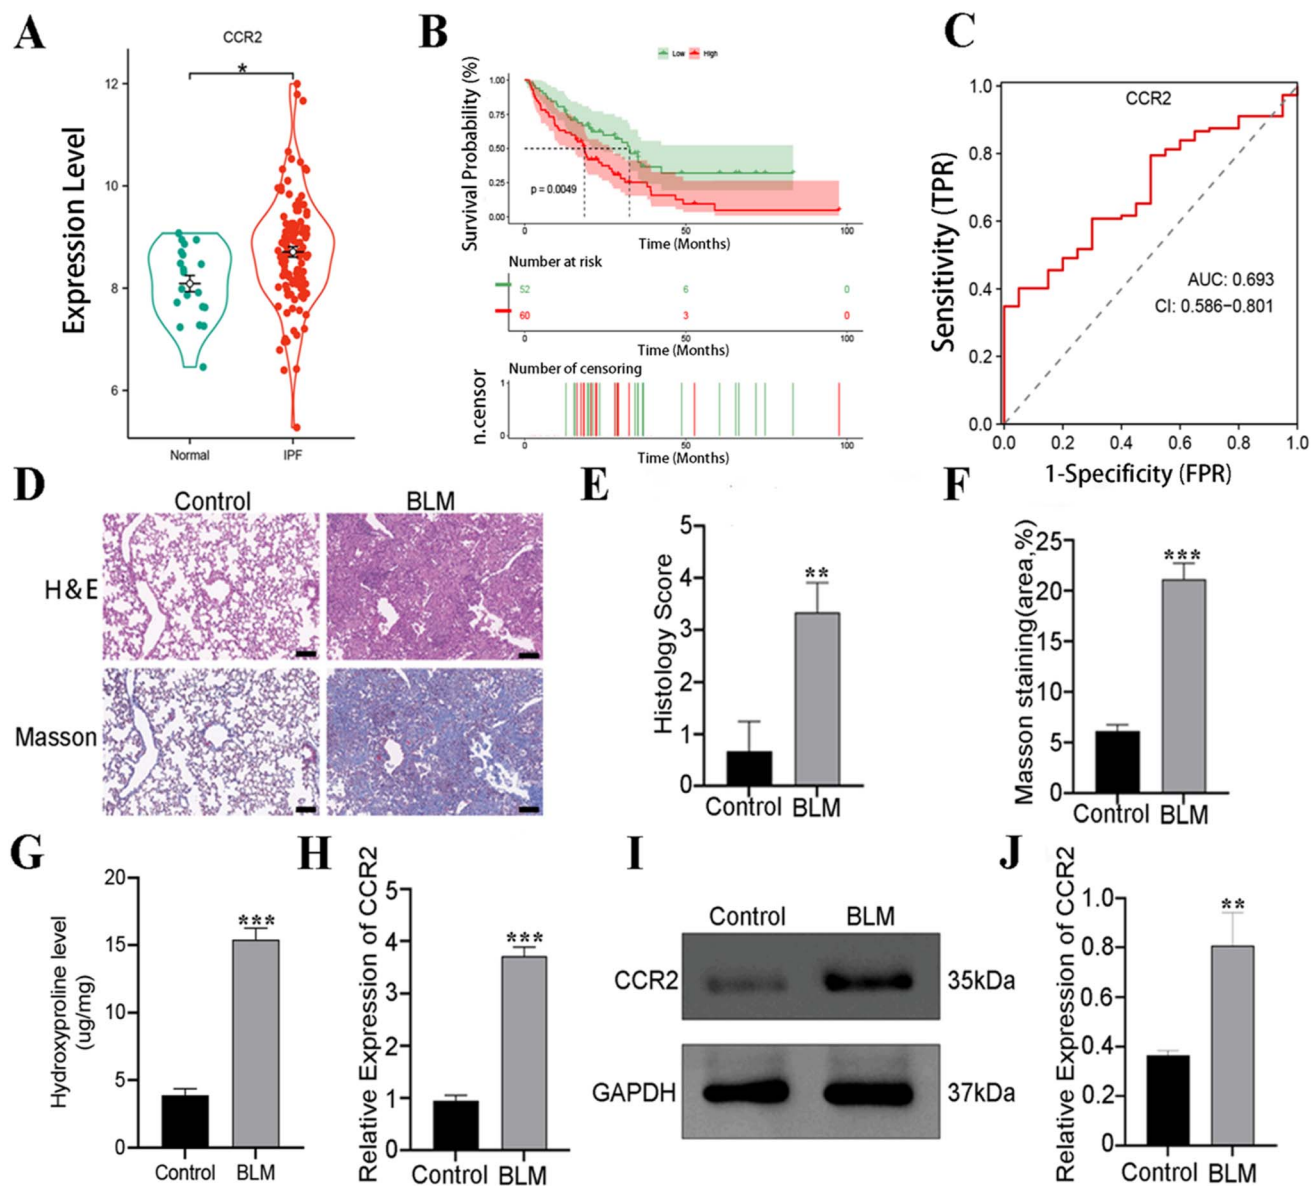 A
CCR2
*
Expression Level
12
10
8
6
Normal IPF
B
Low High
Survival Probability (%)
1.00
0.75
0.50
0.25
0.00
p = 0.0049
0 50 100
Time (Months)
Number at risk
52 6 0
60 3 0
0 50 100
Time (Months)
Number of censoring
n.censor
1
0
0 50 100
Time (Months)
C
CCR2
Sensitivity (TPR)
1.0
0.8
0.6
0.4
0.2
0.0
AUC: 0.693
CI: 0.586–0.801
0.0 0.2 0.4 0.6 0.8 1.0
1-Specificity (FPR)
D
Control BLM
H&E
Masson
E
Histology Score
5
4
3
2
1
0
**
Control BLM
F
Masson staining(area,%)
25
20
15
10
5
0
***
Control BLM
G
Hydroxyproline level
(ug/mg)
20
15
10
5
0
***
Control BLM
H
Relative Expression of CCR2
5
4
3
2
1
0
***
Control BLM
I
Control BLM
CCR2 35kDa
GAPDH 37kDa
J
Relative Expression of CCR2
1.0
0.8
0.6
0.4
0.2
0
**
Control BLM